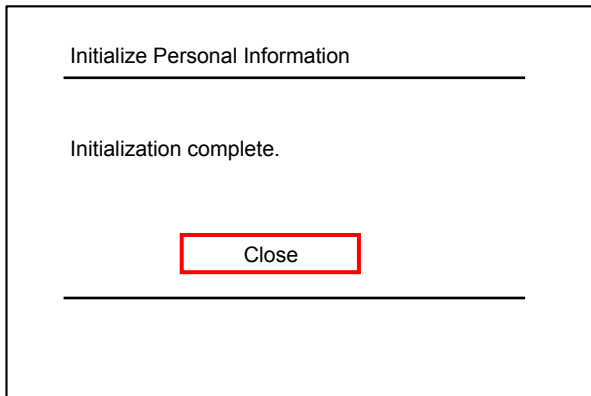 Initialize Personal Information
Initialization complete.
Close